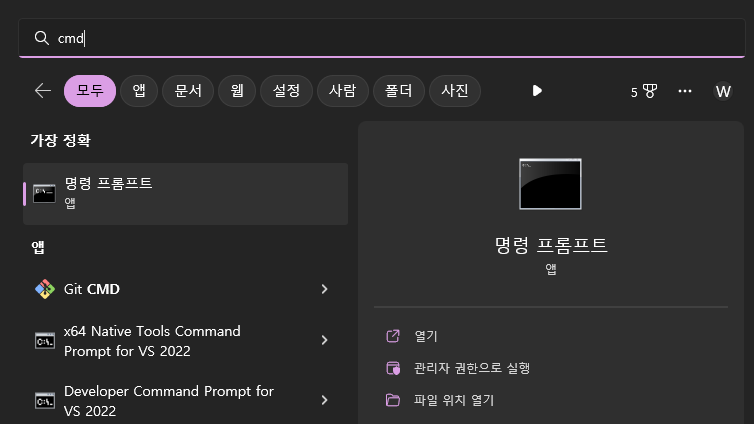 cmd
모두 앱 문서 웹 설정 사람 폴더 사진 5 W
가장 정확
명령 프롬프트
앱
앱
Git CMD
x64 Native Tools Command
Prompt for VS 2022
Developer Command Prompt for
VS 2022
명령 프롬프트
앱
열기
관리자 권한으로 실행
파일 위치 열기